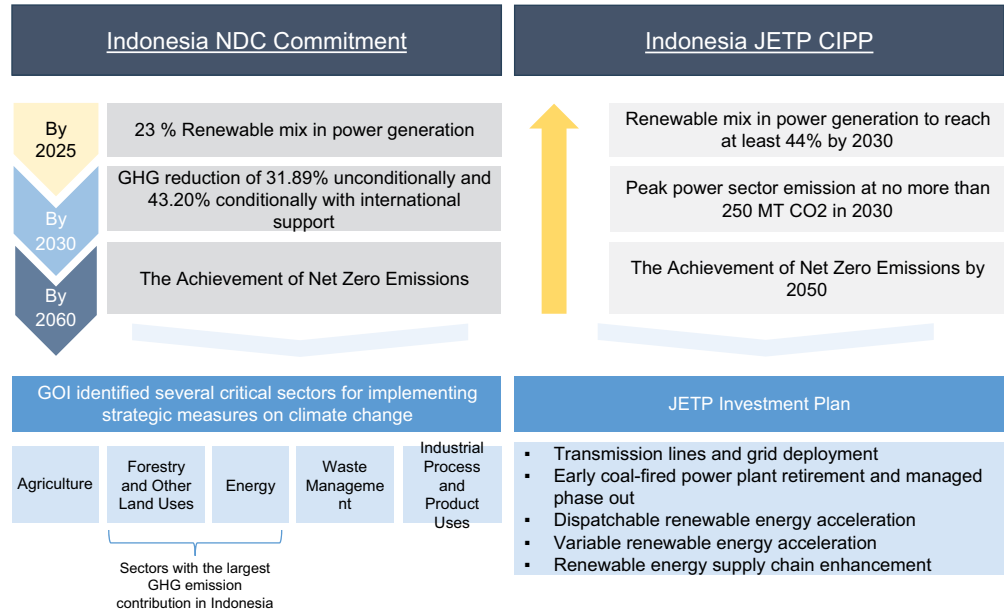 Indonesia NDC Commitment
By
2025
23 % Renewable mix in power generation
By
2030
GHG reduction of 31.89% unconditionally and
43.20% conditionally with international
support
By
2060
The Achievement of Net Zero Emissions
GOI identified several critical sectors for implementing
strategic measures on climate change
Agriculture
Forestry
and Other
Land Uses
Energy
Waste
Manageme
nt
Industrial
Process
and
Product
Uses
Sectors with the largest
GHG emission
contribution in Indonesia
Indonesia JETP CIPP
Renewable mix in power generation to reach
at least 44% by 2030
Peak power sector emission at no more than
250 MT CO2 in 2030
The Achievement of Net Zero Emissions by
2050
JETP Investment Plan
▪ Transmission lines and grid deployment
▪ Early coal-fired power plant retirement and managed
phase out
▪ Dispatchable renewable energy acceleration
▪ Variable renewable energy acceleration
▪ Renewable energy supply chain enhancement